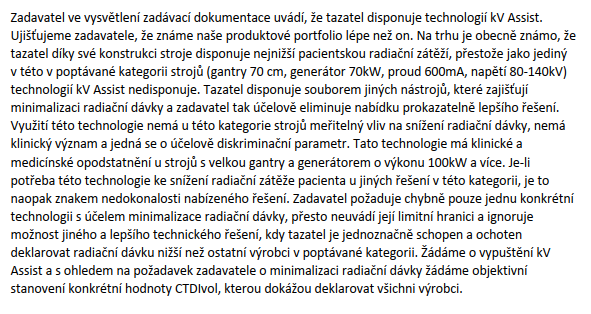 Zadavatel ve vysvětlení zadávací dokumentace uvádí, že tazatel disponuje technologií kV Assist.
Ujišťujeme zadavatele, že známe naše produktové portfolio lépe než on. Na trhu je obecně známo, že
tazatel díky své konstrukci stroje disponuje nejnižší pacientskou radiační zátěží, přestože jako jediný
v této v poptávané kategorii strojů (gantry 70 cm, generátor 70kW, proud 600mA, napětí 80-140kV)
technologií kV Assist nedisponuje. Tazatel disponuje souborem jiných nástrojů, které zajišťují
minimalizaci radiační dávky a zadavatel tak účelově eliminuje nabídku prokazatelně lepšího řešení.
Využití této technologie nemá u této kategorie strojů měřitelný vliv na snížení radiační dávky, nemá
klinický význam a jedná se o účelově diskriminační parametr. Tato technologie má klinické a
medicínské opodstatnění u strojů s velkou gantry a generátorem o výkonu 100kW a více. Je-li
potřeba této technologie ke snížení radiační zátěže pacienta u jiných řešení v této kategorii, je to
naopak znakem nedokonalosti nabízeného řešení. Zadavatel požaduje chybně pouze jednu konkrétní
technologii s účelem minimalizace radiační dávky, přesto neuvádí její limitní hranici a ignoruje
možnost jiného a lepšího technického řešení, kdy tazatel je jednoznačně schopen a ochoten
deklarovat radiační dávku nižší než ostatní výrobci v poptávané kategorii. Žádáme o vypuštění kV
Assist a s ohledem na požadavek zadavatele o minimalizaci radiační dávky žádáme objektivní
stanovení konkrétní hodnoty CTDIvol, kterou dokážou deklarovat všichni výrobci.